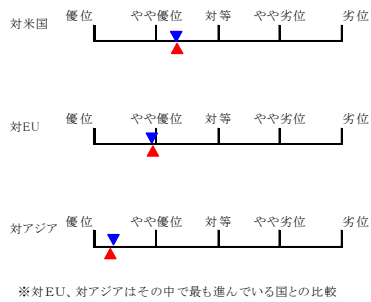 対米国 優位 やや優位 対等 やや劣位 劣位
対EU 優位 やや優位 対等 やや劣位 劣位
対アジア 優位 やや優位 対等 やや劣位 劣位
※対EU、対アジアはその中で最も進んでいる国との比較